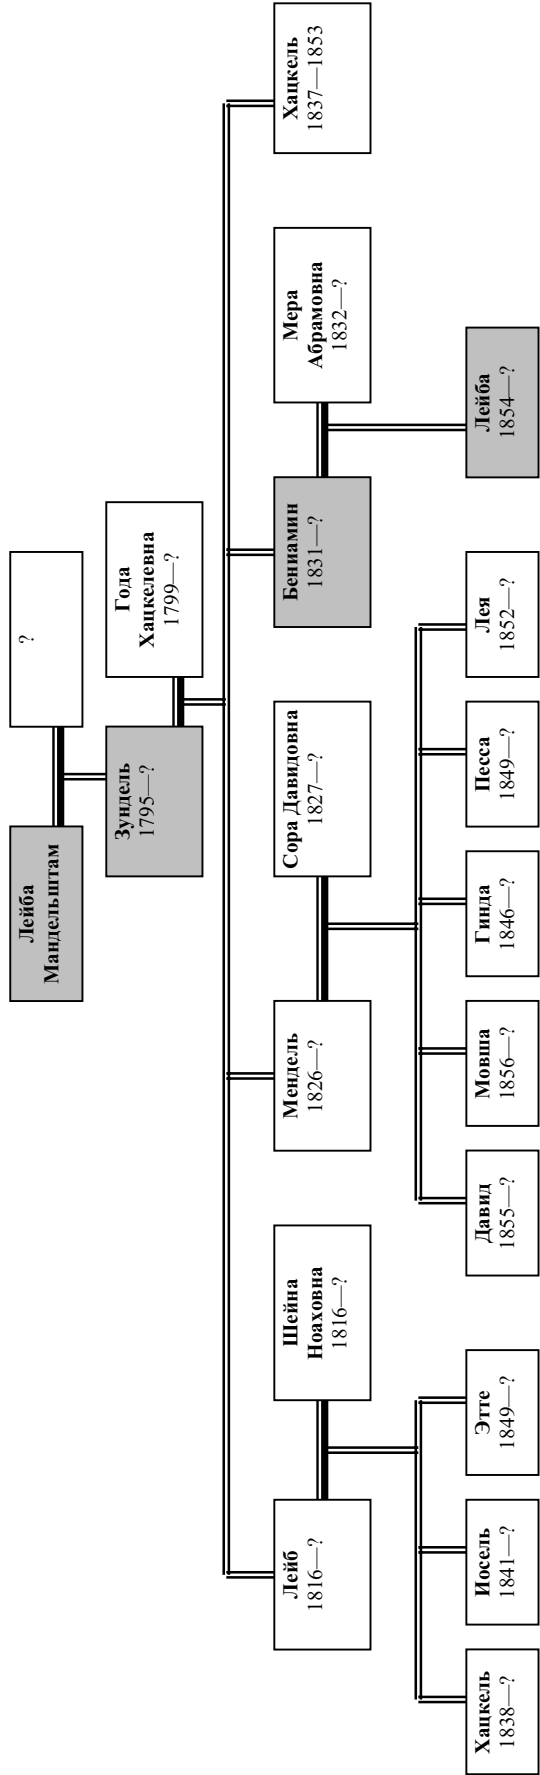 Лейба
Мандельштам
?
Зундель
1795—?
Года
Хацкелевна
1799—?
Лейб
1816—?
Шейна
Ноаховна
1816—?
Мендель
1826—?
Сора Давидовна
1827—?
Бениамин
1831—?
Мера
Абрамовна
1832—?
Хацкель
1837—1853
Хацкель
1838—?
Иосель
1841—?
Этте
1849—?
Давид
1855—?
Мовша
1856—?
Гинда
1846—?
Песса
1849—?
Лея
1852—?
Лейба
1854—?